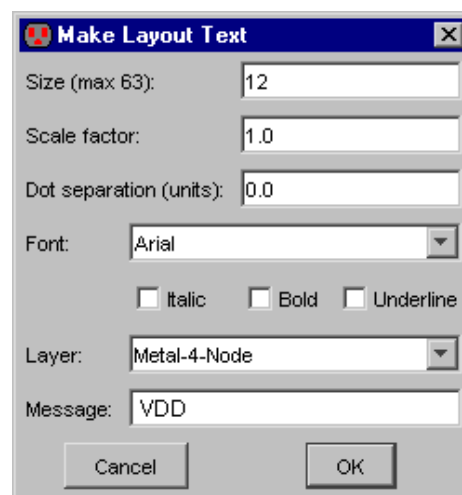 Make Layout Text
Size (max 63): 12
Scale factor: 1.0
Dot separation (units): 0.0
Font: Arial
Italic Bold Underline
Layer: Metal-4-Node
Message: VDD
Cancel OK